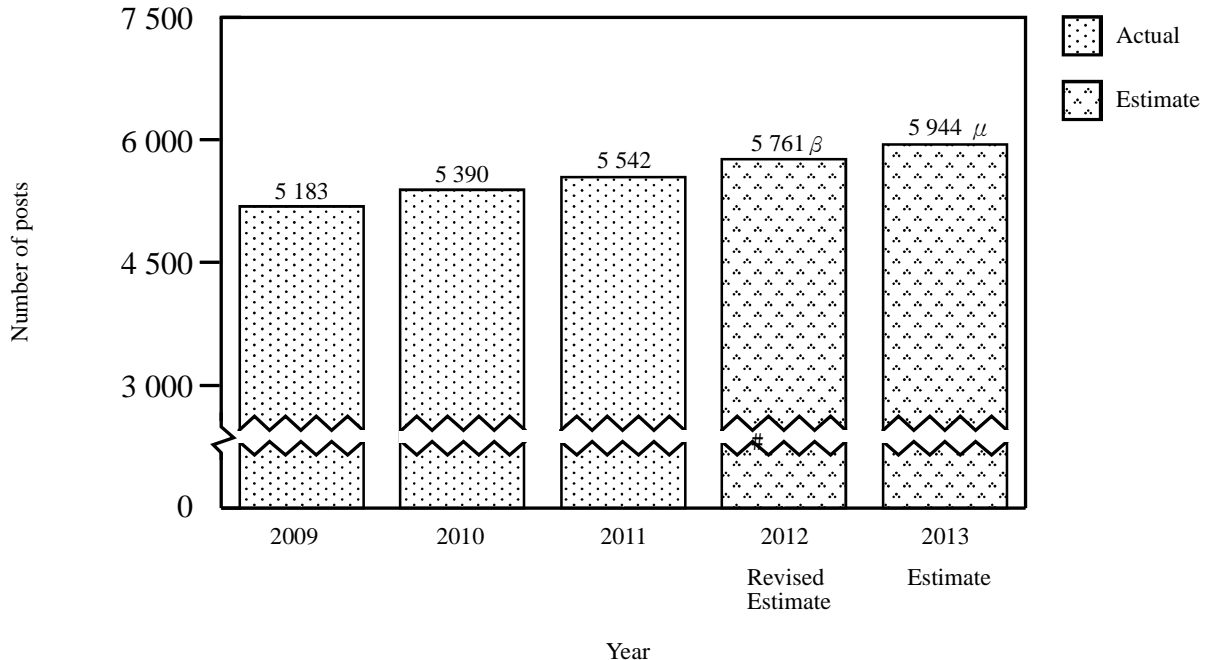 7 500
6 000
4 500
3 000
0
Number of posts
5 183
5 390
5 542
5 761 β
5 944 μ
#
2009
2010
2011
2012
2013
Revised
Estimate
Estimate
Year
Actual
Estimate